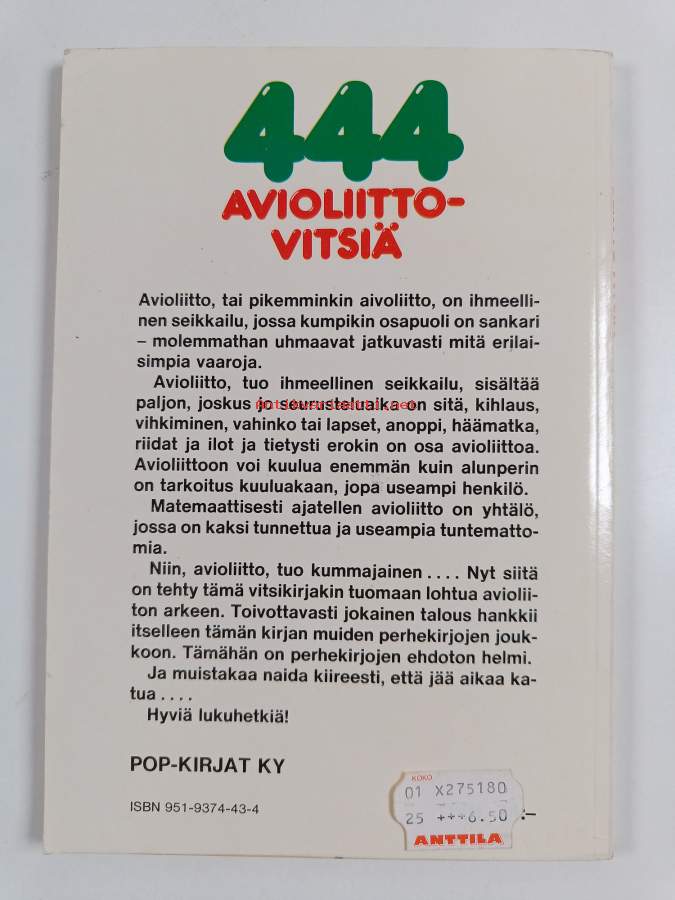 444
AVIOLIITTO-
VITSIÄ
Avioliitto, tai pikemminkin aivoliitto, on ihmeelli-
nen seikkailu, jossa kumpikin osapuoli on sankari
– molemmathan uhmaavat jatkuvasti mitä erilai-
simpia vaaroja.
Avioliitto, tuo ihmeellinen seikkailu, sisältää
paljon, joskus jo seurusteluaika on sitä, kihlaus,
vihkiminen, vahinko tai lapset, anoppi, häämatka,
riidat ja ilot ja tietysti erokin on osa avioliittoa.
Avioliittoon voi kuulua enemmän kuin alunperin
on tarkoitus kuuluakaan, jopa useampi henkilö.
Matemaattisesti ajatellen avioliitto on yhtälö,
jossa on kaksi tunnettua ja useampia tuntematto-
mia.
Niin, avioliitto, tuo kummajainen .... Nyt siitä
on tehty tämä vitsikirjakin tuomaan lohtua aviolii-
ton arkeen. Toivottavasti jokainen talous hankkii
itselleen tämän kirjan muiden perhekirjojen jouk-
koon. Tämähän on perhekirjojen ehdoton helmi.
Ja muistakaa naida kiireesti, että jää aikaa ka-
tua ....
Hyviä lukuhetkiä!
POP-KIRJAT KY
ISBN 951-9374-43-4
KOKO
01 X275180
25 +++6.50 :–
ANTTILA